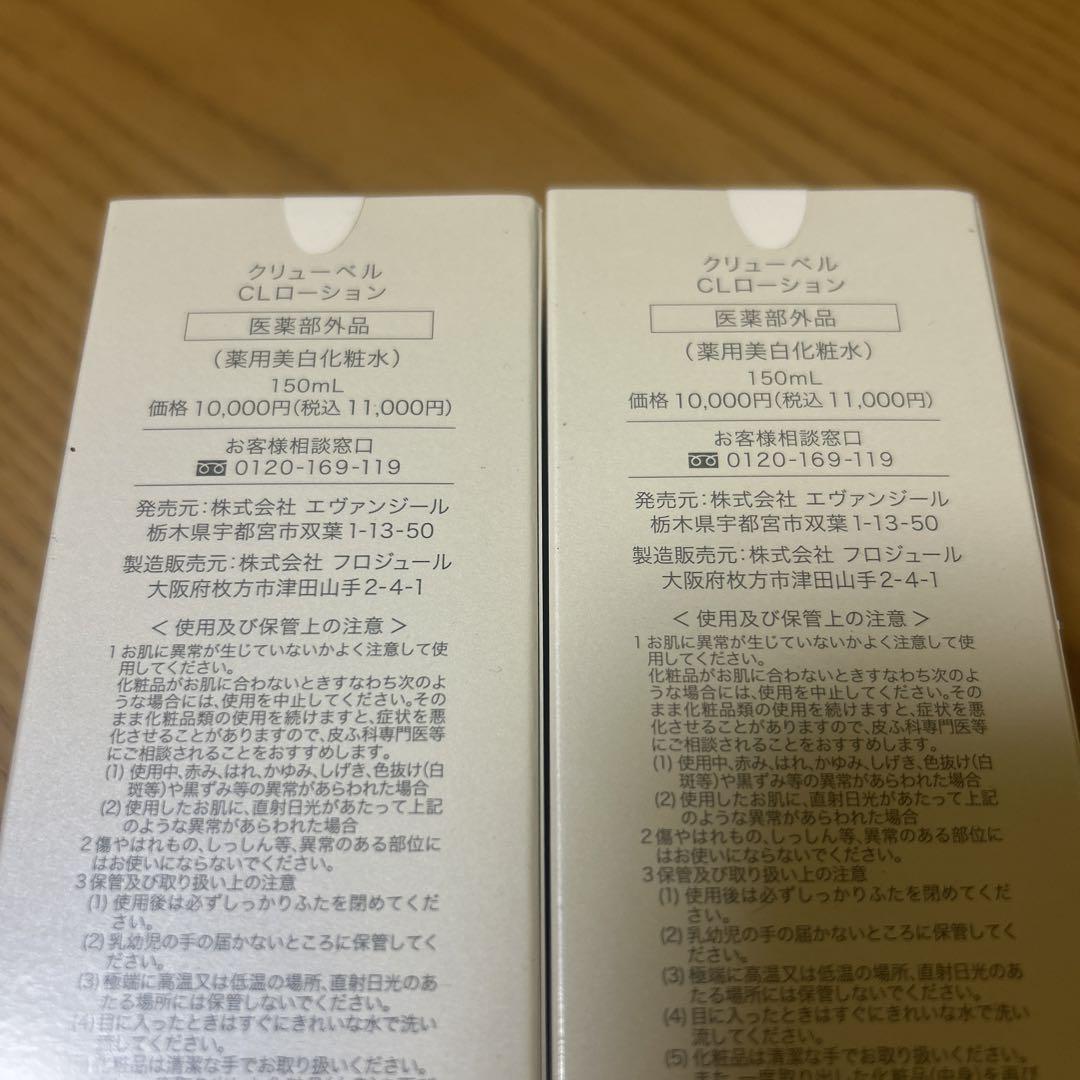 クリューベル
CLローション
医薬部外品
(薬用美白化粧水)
150mL
価格 10,000円(税込 11,000円)
お客様相談窓口
0120-169-119
発売元:株式会社 エヴァンジール
栃木県宇都宮市双葉1-13-50
製造販売元:株式会社 フロジュール
大阪府枚方市津田山手2-4-1
＜使用及び保管上の注意＞
1 お肌に異常が生じていないかよく注意して使
用してください。
化粧品がお肌に合わないときすなわち次のよ
うな場合には、使用を中止してください。その
まま化粧品類の使用を続けますと、症状を悪
化させることがありますので、皮ふ科専門医等
にご相談されることをおすすめします。
(1) 使用中、赤み、はれ、かゆみ、しげき、色抜け(白
斑等)や黒ずみ等の異常があらわれた場合
(2) 使用したお肌に、直射日光があたって上記
のような異常があらわれた場合
2 傷やはれもの、しっしん等、異常のある部位に
はお使いにならないでください。
3 保管及び取り扱い上の注意
(1) 使用後は必ずしっかりふたを閉めてくだ
さい。
(2) 乳幼児の手の届かないところに保管してく
ださい。
(3) 極端に高温又は低温の場所、直射日光のあ
たる場所には保管しないでください。
(4) 目に入ったときはすぐにきれいな水で洗い
流してください。
化粧品は清潔な手でお取り扱いください。
クリューベル
CLローション
医薬部外品
(薬用美白化粧水)
150mL
価格 10,000円(税込 11,000円)
お客様相談窓口
0120-169-119
発売元:株式会社 エヴァンジール
栃木県宇都宮市双葉1-13-50
製造販売元:株式会社 フロジュール
大阪府枚方市津田山手2-4-1
＜使用及び保管上の注意＞
1 お肌に異常が生じていないかよく注意して使
用してください。
化粧品がお肌に合わないときすなわち次のよ
うな場合には、使用を中止してください。その
まま化粧品類の使用を続けますと、症状を悪
化させることがありますので、皮ふ科専門医等
にご相談されることをおすすめします。
(1) 使用中、赤み、はれ、かゆみ、しげき、色抜け(白
斑等)や黒ずみ等の異常があらわれた場合
(2) 使用したお肌に、直射日光があたって上記
のような異常があらわれた場合
2 傷やはれもの、しっしん等、異常のある部位に
はお使いにならないでください。
3 保管及び取り扱い上の注意
(1) 使用後は必ずしっかりふたを閉めてくだ
さい。
(2) 乳幼児の手の届かないところに保管してく
ださい。
(3) 極端に高温又は低温の場所、直射日光のあ
たる場所には保管しないでください。
(4) 目に入ったときはすぐにきれいな水で洗い
流してください。
(5) 化粧品は清潔な手でお取り扱いください。
また、一度取り出した化粧品(中身)を再び